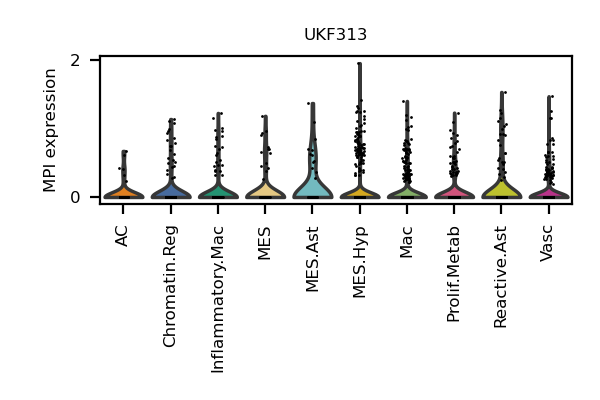 UKF313
MPI expression
2
0
AC
Chromatin.Reg
Inflammatory.Mac
MES
MES.Ast
MES.Hyp
Mac
Prolif.Metab
Reactive.Ast
Vasc